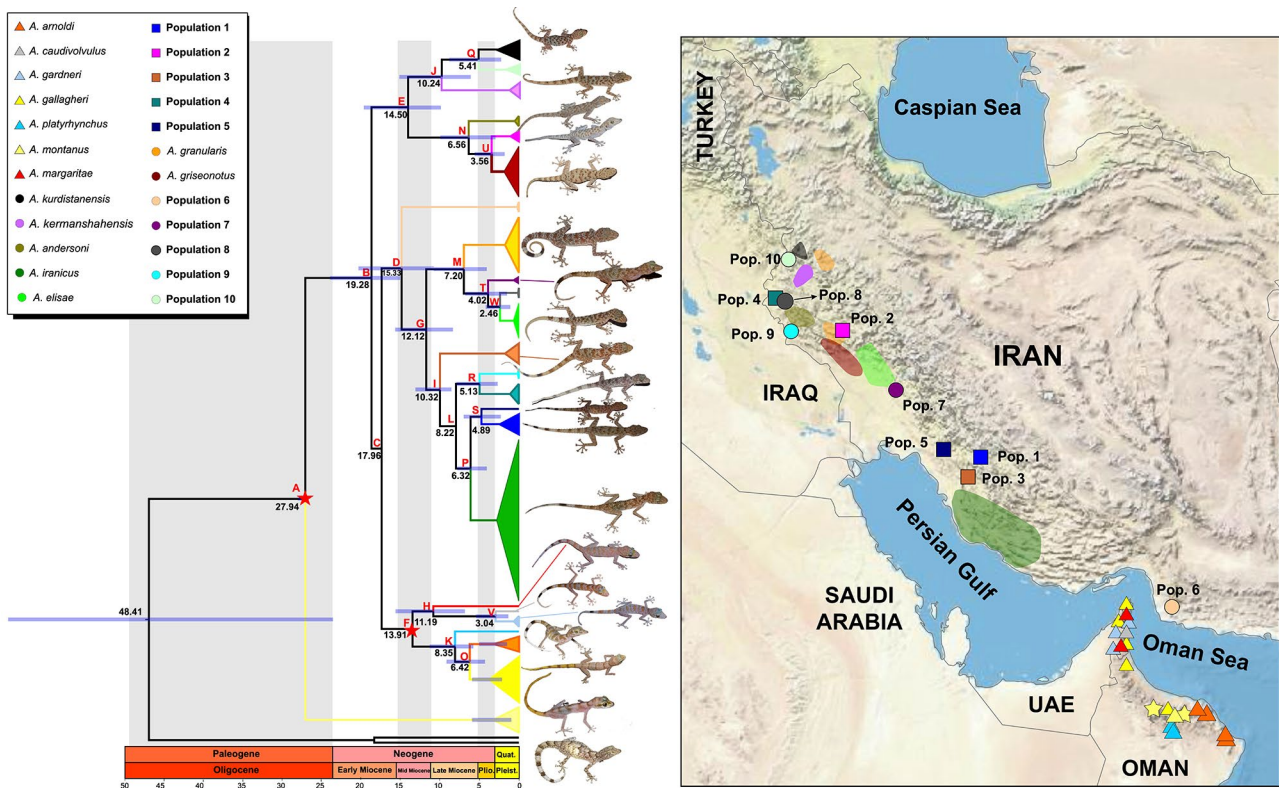 A. arnoldi
A. caudivolvulus
A. gardneri
A. gallagheri
A. platyrhynchus
A. montanus
A. margaritae
A. kurdistanensis
A. kermanshahensis
A. andersoni
A. iranicus
A. elisae
Population 1
Population 2
Population 3
Population 4
Population 5
A. granularis
A. griseonotus
Population 6
Population 7
Population 8
Population 9
Population 10
Q
5.41
J
10.24
E
14.50
N
6.56
U
3.56
B
19.28
D
15.33
M
7.20
T
4.02
W
2.46
G
12.12
I
10.32
R
5.13
S
4.89
L
8.22
P
6.32
C
17.96
A
27.94
H
11.19
V
3.04
F
13.91
K
8.35
O
6.42
48.41
Paleogene
Neogene
Quat.
Oligocene
Early Miocene
Mid Miocene
Late Miocene
Plio.
Pleist.
50
45
40
35
30
25
20
15
10
5
0
TURKEY
Caspian Sea
Pop. 10
Pop. 4
Pop. 8
Pop. 9
Pop. 2
IRAN
IRAQ
Pop. 7
Pop. 5
Pop. 1
Pop. 3
Persian Gulf
SAUDI
ARABIA
Pop. 6
Oman Sea
UAE
OMAN